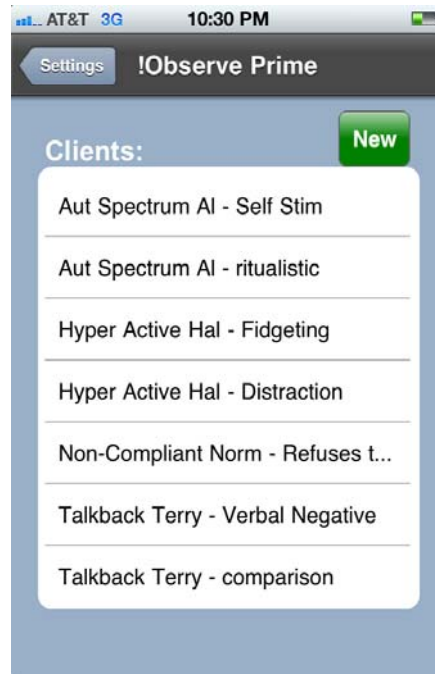 AT&T 3G 10:30 PM
Settings !Observe Prime
New
Clients:
Aut Spectrum Al - Self Stim
Aut Spectrum Al - ritualistic
Hyper Active Hal - Fidgeting
Hyper Active Hal - Distraction
Non-Compliant Norm - Refuses t...
Talkback Terry - Verbal Negative
Talkback Terry - comparison